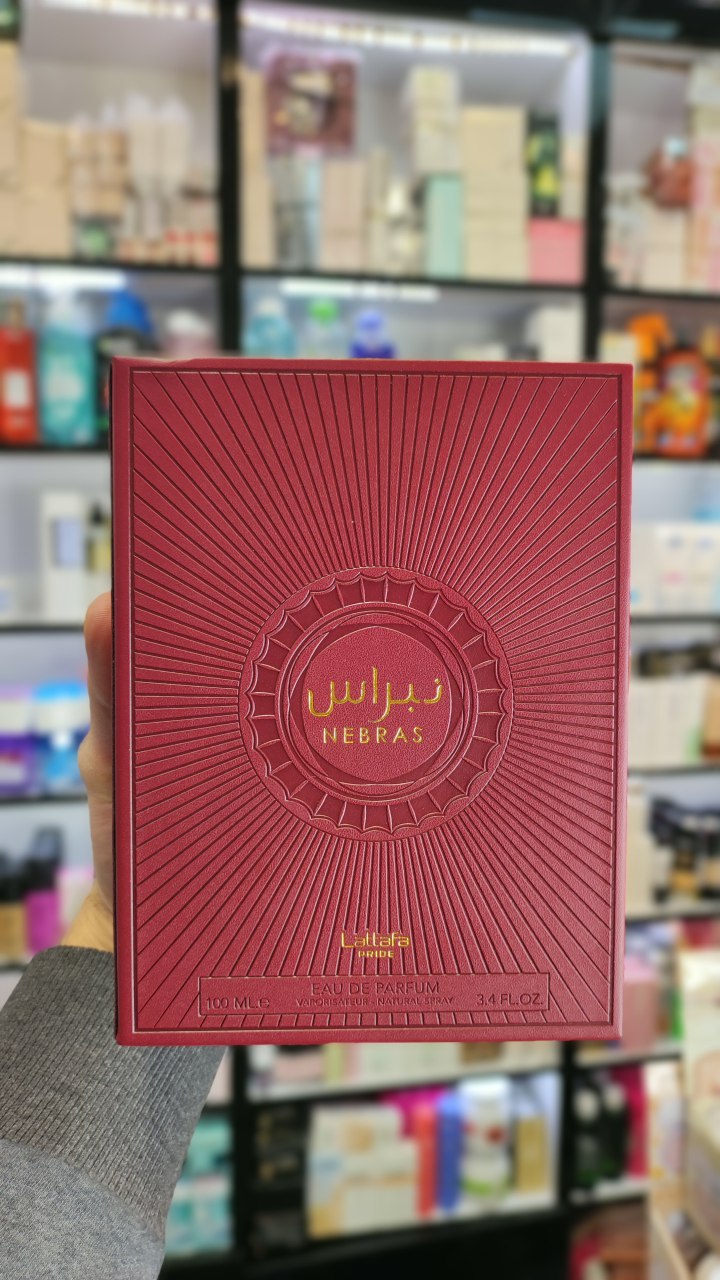 نبراس
NEBRAS
Lattafa
PRIDE
EAU DE PARFUM
100 ML.e VAPORISATEUR - NATURAL SPRAY 3.4 FL.OZ.